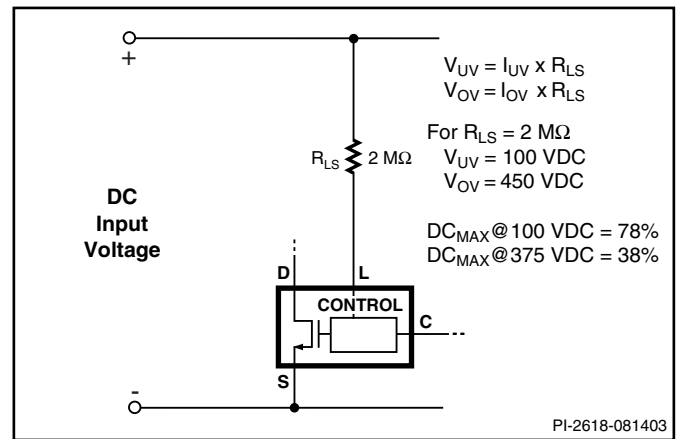 +
V_UV = I_UV x R_LS
V_OV = I_OV x R_LS
For R_LS = 2 MΩ
V_UV = 100 VDC
V_OV = 450 VDC
R_LS 2 MΩ
DC
Input
Voltage
DC_MAX@100 VDC = 78%
DC_MAX@375 VDC = 38%
D L
CONTROL
C
S
-
PI-2618-081403